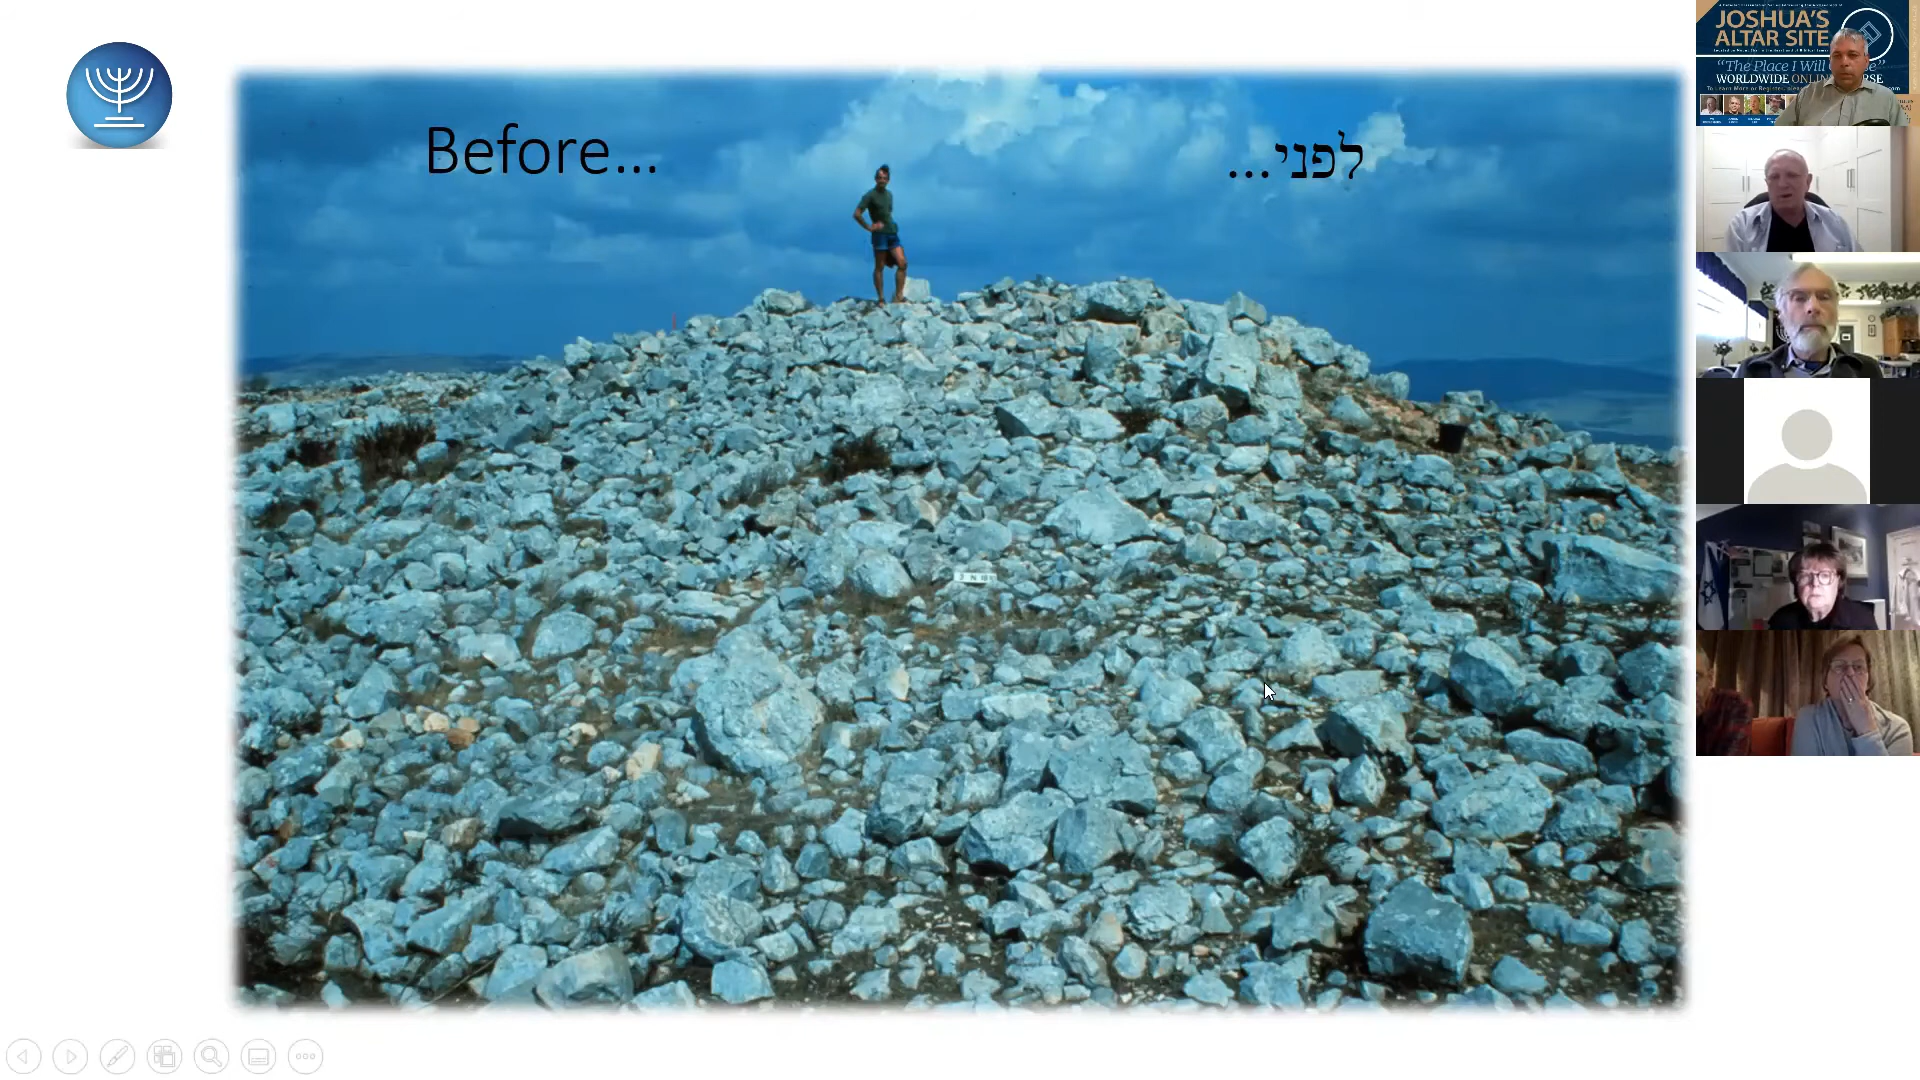 Before...
לפני...
JOSHUA'S
ALTAR SITE
"The Place I Will
WORLDWIDE ONLIN